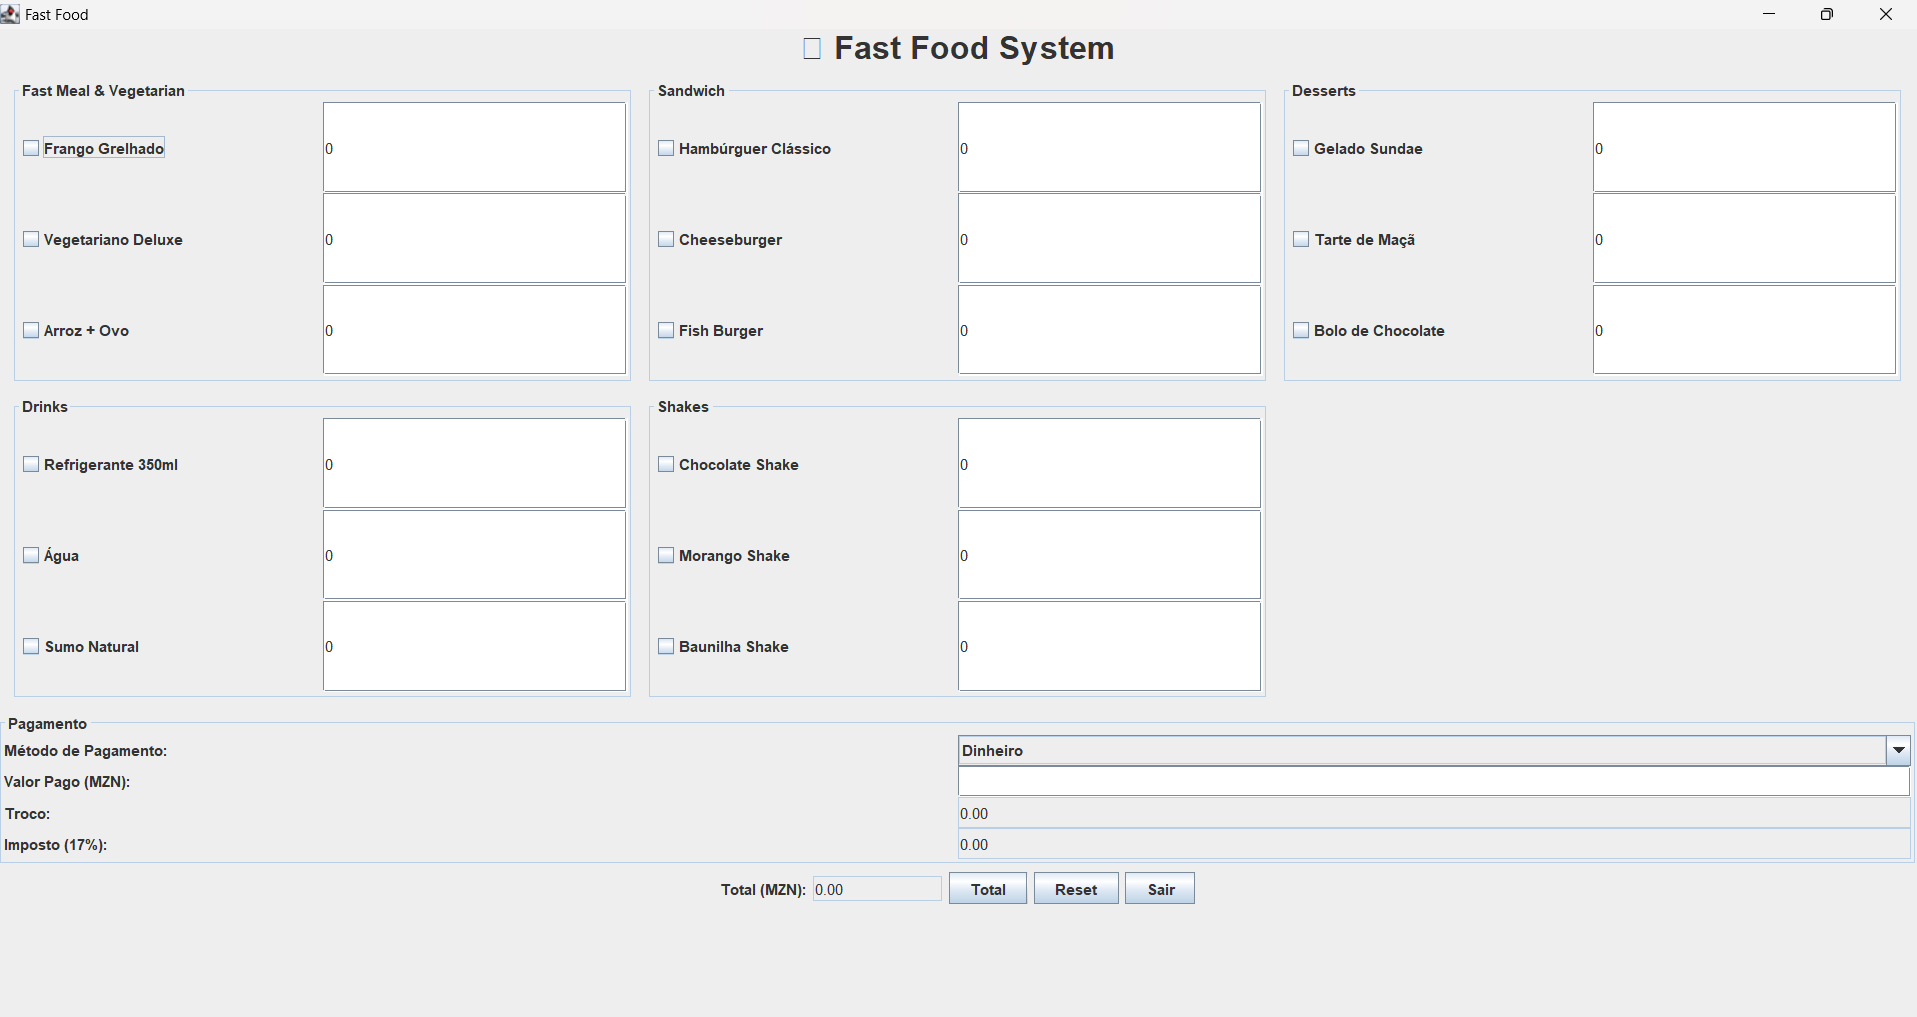 Fast Food
Fast Food System
Fast Meal & Vegetarian
Frango Grelhado 0
Vegetariano Deluxe 0
Arroz + Ovo 0
Sandwich
Hambúrguer Clássico 0
Cheeseburger 0
Fish Burger 0
Desserts
Gelado Sundae 0
Tarte de Maçã 0
Bolo de Chocolate 0
Drinks
Refrigerante 350ml 0
Água 0
Sumo Natural 0
Shakes
Chocolate Shake 0
Morango Shake 0
Baunilha Shake 0
Pagamento
Método de Pagamento: Dinheiro
Valor Pago (MZN):
Troco: 0.00
Imposto (17%): 0.00
Total (MZN): 0.00 Total Reset Sair